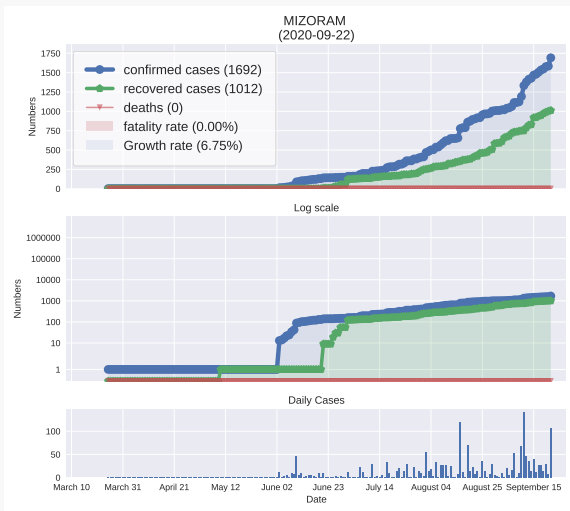 MIZORAM
(2020-09-22)
Numbers
1750
1500
1250
1000
750
500
250
0
confirmed cases (1692)
recovered cases (1012)
deaths (0)
fatality rate (0.00%)
Growth rate (6.75%)
Log scale
Numbers
1000000
100000
10000
1000
100
10
1
Daily Cases
100
50
0
March 10 March 31 April 21 May 12 June 02 June 23 July 14 August 04 August 25 September 15
Date